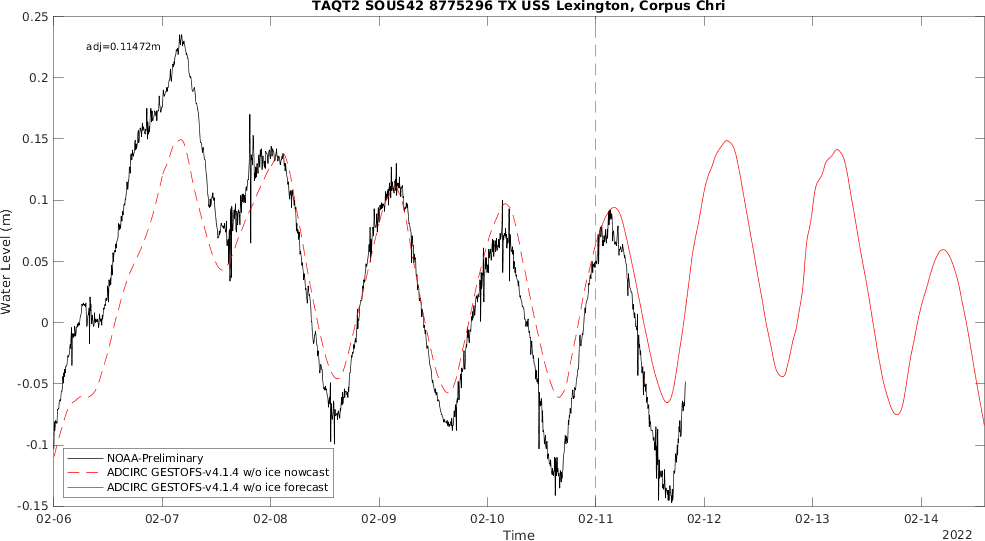 TAQT2 SOUS42 8775296 TX USS Lexington, Corpus Chri
adj=0.11472m
0.25
0.2
0.15
0.1
0.05
0
-0.05
-0.1
-0.15
Water Level (m)
NOAA-Preliminary
ADCIRC GESTOFS-v4.1.4 w/o ice nowcast
ADCIRC GESTOFS-v4.1.4 w/o ice forecast
02-06 02-07 02-08 02-09 02-10 02-11 02-12 02-13 02-14
Time
2022